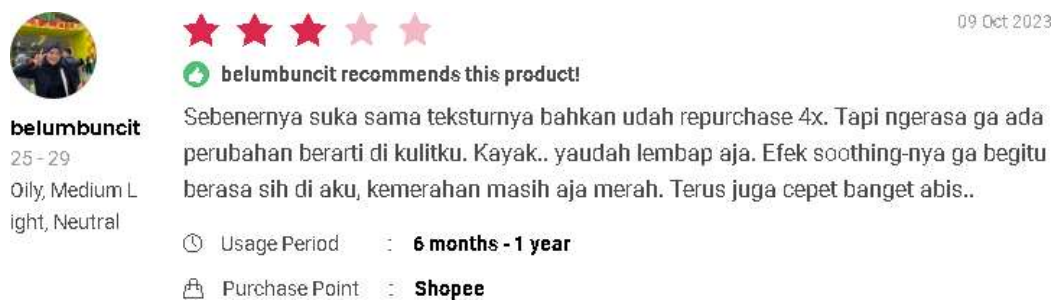 09 Oct 2023
belumbuncit recommends this product!
belumbuncit
25 - 29
Oily, Medium L
ight, Neutral
Sebenernya suka sama teksturnya bahkan udah repurchase 4x. Tapi ngerasa ga ada
perubahan berarti di kulitku. Kayak.. yaudah lembap aja. Efek soothing-nya ga begitu
berasa sih di aku, kemerahan masih aja merah. Terus juga cepet banget abis..
Usage Period : 6 months - 1 year
Purchase Point : Shopee